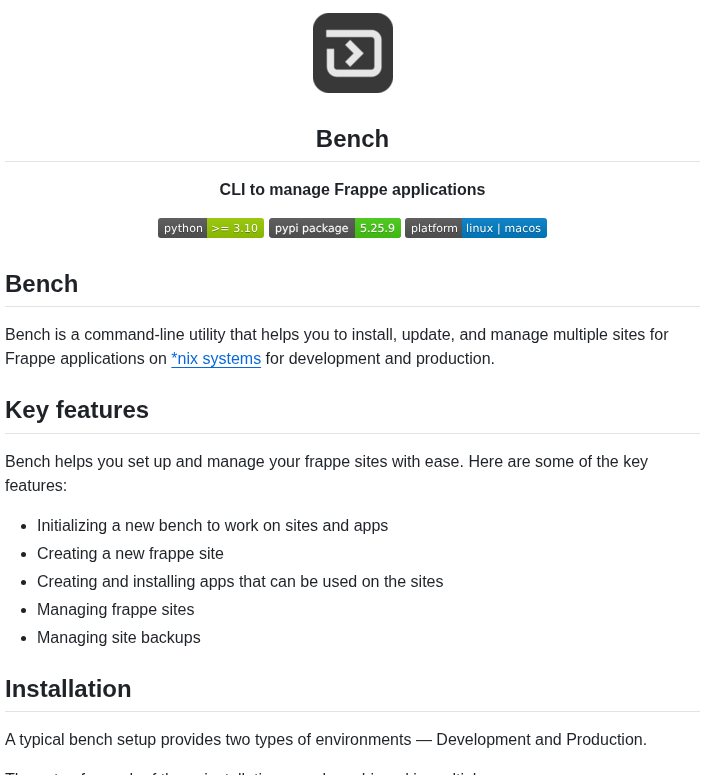 Bench
CLI to manage Frappe applications
python >= 3.10 pypi package 5.25.9 platform linux | macos
Bench
Bench is a command-line utility that helps you to install, update, and manage multiple sites for
Frappe applications on *nix systems for development and production.
Key features
Bench helps you set up and manage your frappe sites with ease. Here are some of the key
features:
Initializing a new bench to work on sites and apps
Creating a new frappe site
Creating and installing apps that can be used on the sites
Managing frappe sites
Managing site backups
Installation
A typical bench setup provides two types of environments — Development and Production.